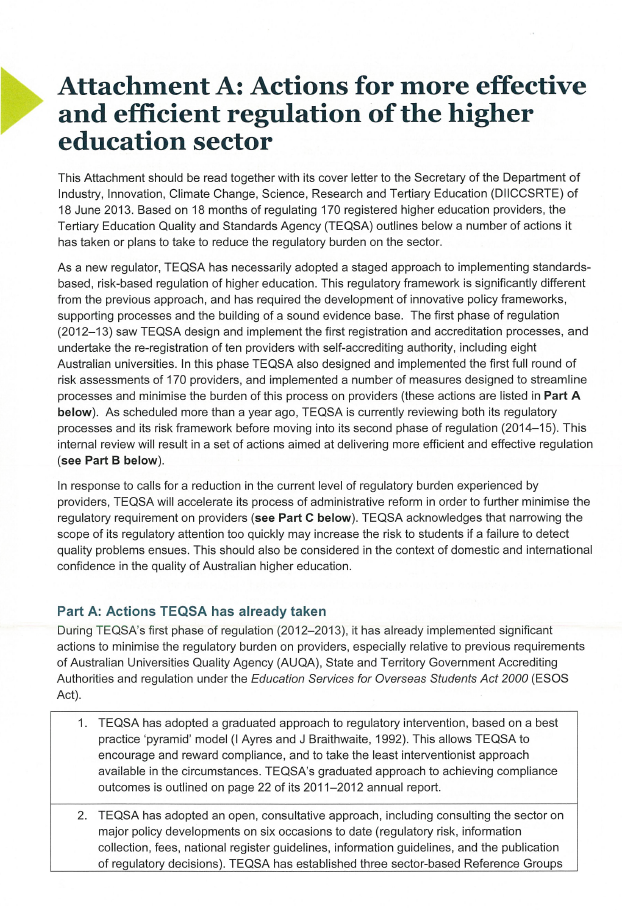 Attachment A: Actions for more effective
and efficient regulation of the higher
education sector
This Attachment should be read together with its cover letter to the Secretary of the Department of
Industry, Innovation, Climate Change, Science, Research and Tertiary Education (DIICCSRTE) of
18 June 2013. Based on 18 months of regulating 170 registered higher education providers, the
Tertiary Education Quality and Standards Agency (TEQSA) outlines below a number of actions it
has taken or plans to take to reduce the regulatory burden on the sector.
As a new regulator, TEQSA has necessarily adopted a staged approach to implementing standards-
based, risk-based regulation of higher education. This regulatory framework is significantly different
from the previous approach, and has required the development of innovative policy frameworks,
supporting processes and the building of a sound evidence base. The first phase of regulation
(2012–13) saw TEQSA design and implement the first registration and accreditation processes, and
undertake the re-registration of ten providers with self-accrediting authority, including eight
Australian universities. In this phase TEQSA also designed and implemented the first full round of
risk assessments of 170 providers, and implemented a number of measures designed to streamline
processes and minimise the burden of this process on providers (these actions are listed in Part A
below). As scheduled more than a year ago, TEQSA is currently reviewing both its regulatory
processes and its risk framework before moving into its second phase of regulation (2014–15). This
internal review will result in a set of actions aimed at delivering more efficient and effective regulation
(see Part B below).
In response to calls for a reduction in the current level of regulatory burden experienced by
providers, TEQSA will accelerate its process of administrative reform in order to further minimise the
regulatory requirement on providers (see Part C below). TEQSA acknowledges that narrowing the
scope of its regulatory attention too quickly may increase the risk to students if a failure to detect
quality problems ensues. This should also be considered in the context of domestic and international
confidence in the quality of Australian higher education.
Part A: Actions TEQSA has already taken
During TEQSA's first phase of regulation (2012–2013), it has already implemented significant
actions to minimise the regulatory burden on providers, especially relative to previous requirements
of Australian Universities Quality Agency (AUQA), State and Territory Government Accrediting
Authorities and regulation under the Education Services for Overseas Students Act 2000 (ESOS
Act).
1. TEQSA has adopted a graduated approach to regulatory intervention, based on a best
practice 'pyramid' model (I Ayres and J Braithwaite, 1992). This allows TEQSA to
encourage and reward compliance, and to take the least interventionist approach
available in the circumstances. TEQSA's graduated approach to achieving compliance
outcomes is outlined on page 22 of its 2011–2012 annual report.
2. TEQSA has adopted an open, consultative approach, including consulting the sector on
major policy developments on six occasions to date (regulatory risk, information
collection, fees, national register guidelines, information guidelines, and the publication
of regulatory decisions). TEQSA has established three sector-based Reference Groups